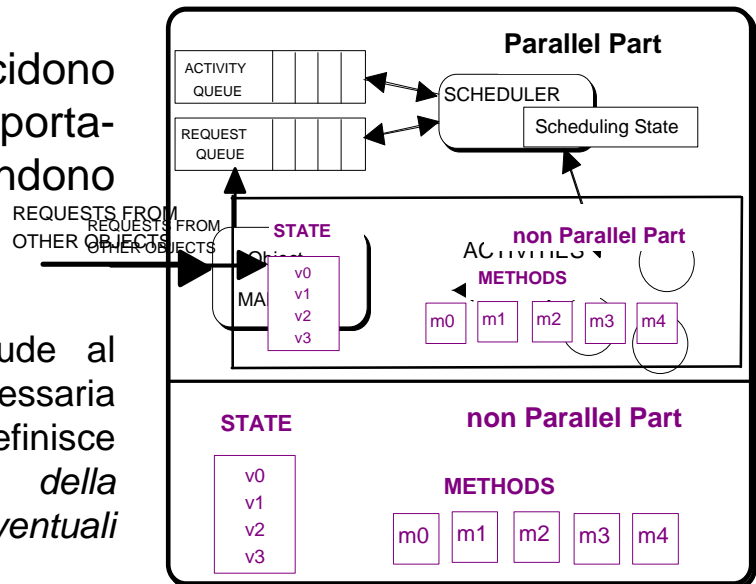 cidono
porta-
ndono
ude al
essaria
efinisce
della
ventuali
Parallel Part
ACTIVITY
QUEUE
SCHEDULER
Scheduling State
REQUEST
QUEUE
REQUESTS FROM
OTHER OBJECTS
REQUESTS FROM
OTHER OBJECTS
STATE
non Parallel Part
Object
ACTIVITIES
METHODS
v0
v1
v2
v3
m0 m1 m2 m3 m4
STATE
non Parallel Part
METHODS
v0
v1
v2
v3
m0 m1 m2 m3 m4